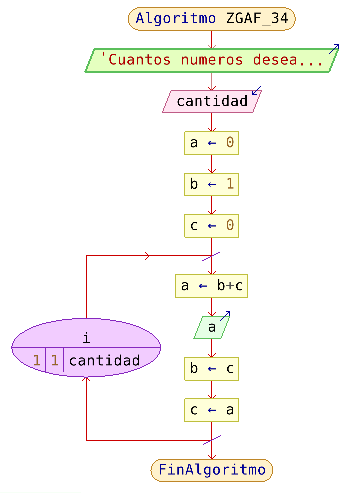 Algoritmo ZGAF_34
'Cuantos numeros desea...
cantidad
a ← 0
b ← 1
c ← 0
a ← b+c
a
b ← c
c ← a
i
1 1 cantidad
FinAlgoritmo